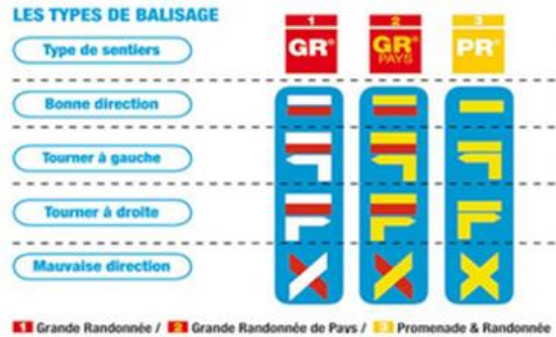 LES TYPES DE BALISAGE
1 2 3
Type de sentiers
GR® GR® PAYS PR®
Bonne direction
Tourner à gauche
Tourner à droite
Mauvaise direction
1 Grande Randonnée / 2 Grande Randonnée de Pays / 3 Promenade & Randonnée